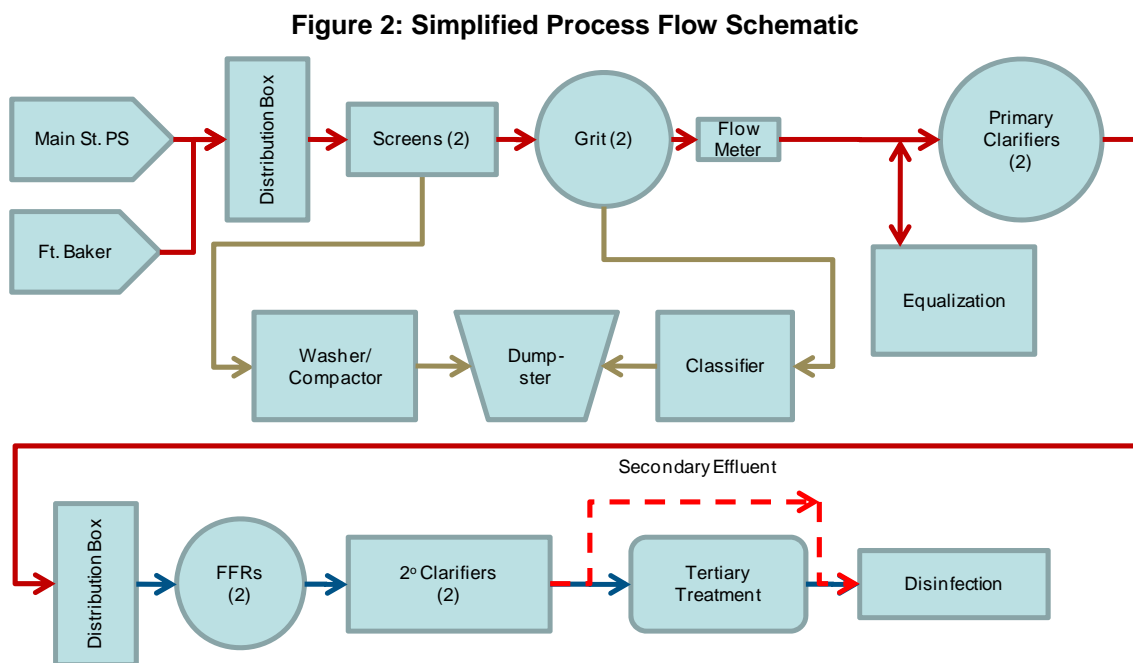 Figure 2: Simplified Process Flow Schematic
Main St. PS
Ft. Baker
Distribution Box
Screens (2)
Grit (2)
Flow
Meter
Primary
Clarifiers
(2)
Equalization
Washer/
Compactor
Dump-
ster
Classifier
Secondary Effluent
Distribution Box
FFRs
(2)
2º Clarifiers
(2)
Tertiary
Treatment
Disinfection